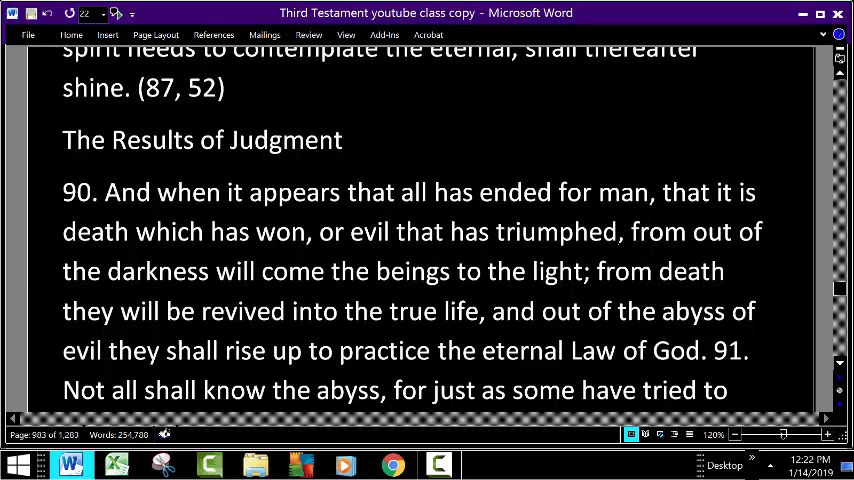 22
Third Testament youtube class copy - Microsoft Word
File Home Insert Page Layout References Mailings Review View Add-Ins Acrobat
spirit needs to contemplate the eternal, shall thereafter
shine. (87, 52)
The Results of Judgment
90. And when it appears that all has ended for man, that it is
death which has won, or evil that has triumphed, from out of
the darkness will come the beings to the light; from death
they will be revived into the true life, and out of the abyss of
evil they shall rise up to practice the eternal Law of God. 91.
Not all shall know the abyss, for just as some have tried to
Page: 983 of 1,283 Words: 254,788 120%
Desktop
12:22 PM
1/14/2019